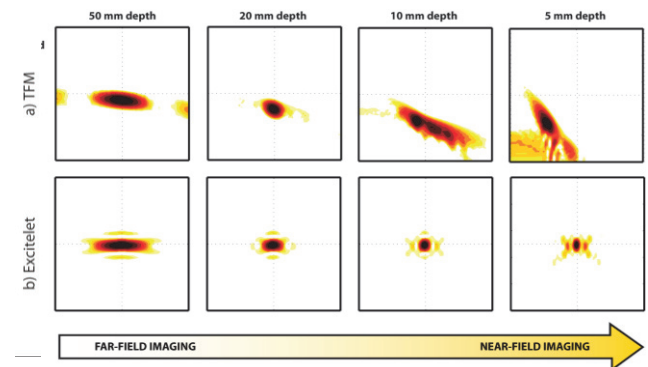 50 mm depth
20 mm depth
10 mm depth
5 mm depth
a) TFM
b) Excitelet
FAR-FIELD IMAGING
NEAR-FIELD IMAGING